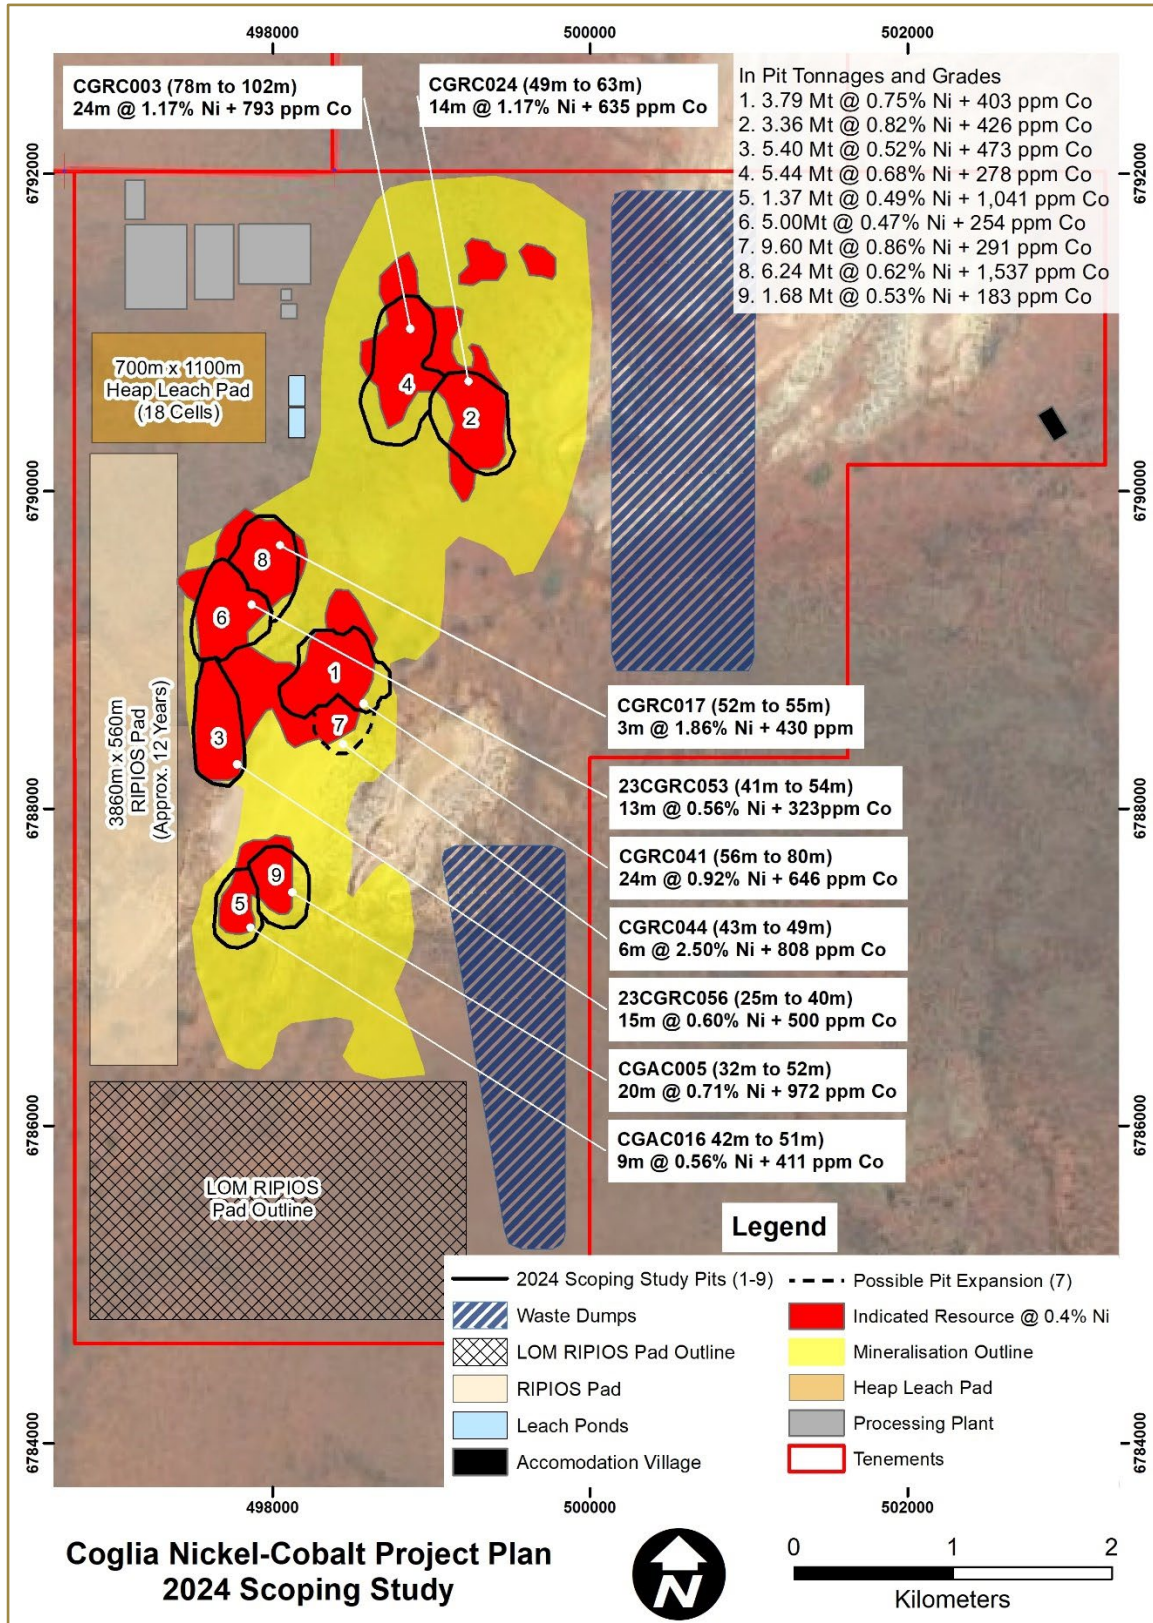 498000
500000
502000
CGRC003 (78m to 102m)
24m @ 1.17% Ni + 793 ppm Co
CGRC024 (49m to 63m)
14m @ 1.17% Ni + 635 ppm Co
In Pit Tonnages and Grades
1. 3.79 Mt @ 0.75% Ni + 403 ppm Co
2. 3.36 Mt @ 0.82% Ni + 426 ppm Co
3. 5.40 Mt @ 0.52% Ni + 473 ppm Co
4. 5.44 Mt @ 0.68% Ni + 278 ppm Co
5. 1.37 Mt @ 0.49% Ni + 1,041 ppm Co
6. 5.00Mt @ 0.47% Ni + 254 ppm Co
7. 9.60 Mt @ 0.86% Ni + 291 ppm Co
8. 6.24 Mt @ 0.62% Ni + 1,537 ppm Co
9. 1.68 Mt @ 0.53% Ni + 183 ppm Co
6792000
6792000
700m x 1100m
Heap Leach Pad
(18 Cells)
4
2
6790000
6790000
8
6
1
7
3
3860m x 560m
RIPIOS Pad
(Approx. 12 Years)
CGRC017 (52m to 55m)
3m @ 1.86% Ni + 430 ppm
23CGRC053 (41m to 54m)
13m @ 0.56% Ni + 323ppm Co
6788000
6788000
CGRC041 (56m to 80m)
24m @ 0.92% Ni + 646 ppm Co
9
5
CGRC044 (43m to 49m)
6m @ 2.50% Ni + 808 ppm Co
23CGRC056 (25m to 40m)
15m @ 0.60% Ni + 500 ppm Co
CGAC005 (32m to 52m)
20m @ 0.71% Ni + 972 ppm Co
6786000
6786000
CGAC016 42m to 51m)
9m @ 0.56% Ni + 411 ppm Co
LOM RIPIOS
Pad Outline
Legend
2024 Scoping Study Pits (1-9)
Possible Pit Expansion (7)
Waste Dumps
Indicated Resource @ 0.4% Ni
LOM RIPIOS Pad Outline
Mineralisation Outline
RIPIOS Pad
Heap Leach Pad
Leach Ponds
Processing Plant
Accomodation Village
Tenements
6784000
6784000
498000
500000
502000
Coglia Nickel-Cobalt Project Plan
2024 Scoping Study
N
0
1
2
Kilometers